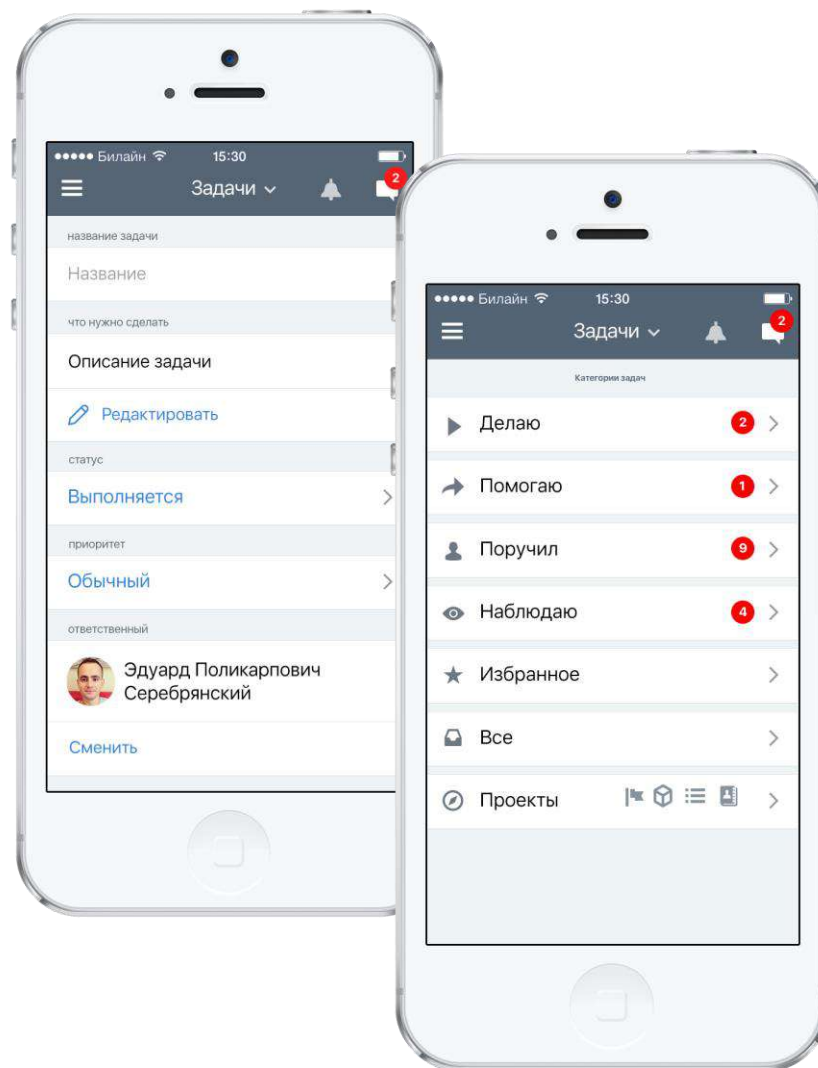 Билайн 15:30
Задачи
2
название задачи
Название
что нужно сделать
Описание задачи
Редактировать
статус
Выполняется
приоритет
Обычный
ответственный
Эдуард Поликарпович
Серебрянский
Сменить
Билайн 15:30
Задачи
2
Категории задач
Делаю 2
Помогаю 1
Поручил 9
Наблюдаю 4
Избранное
Все
Проекты